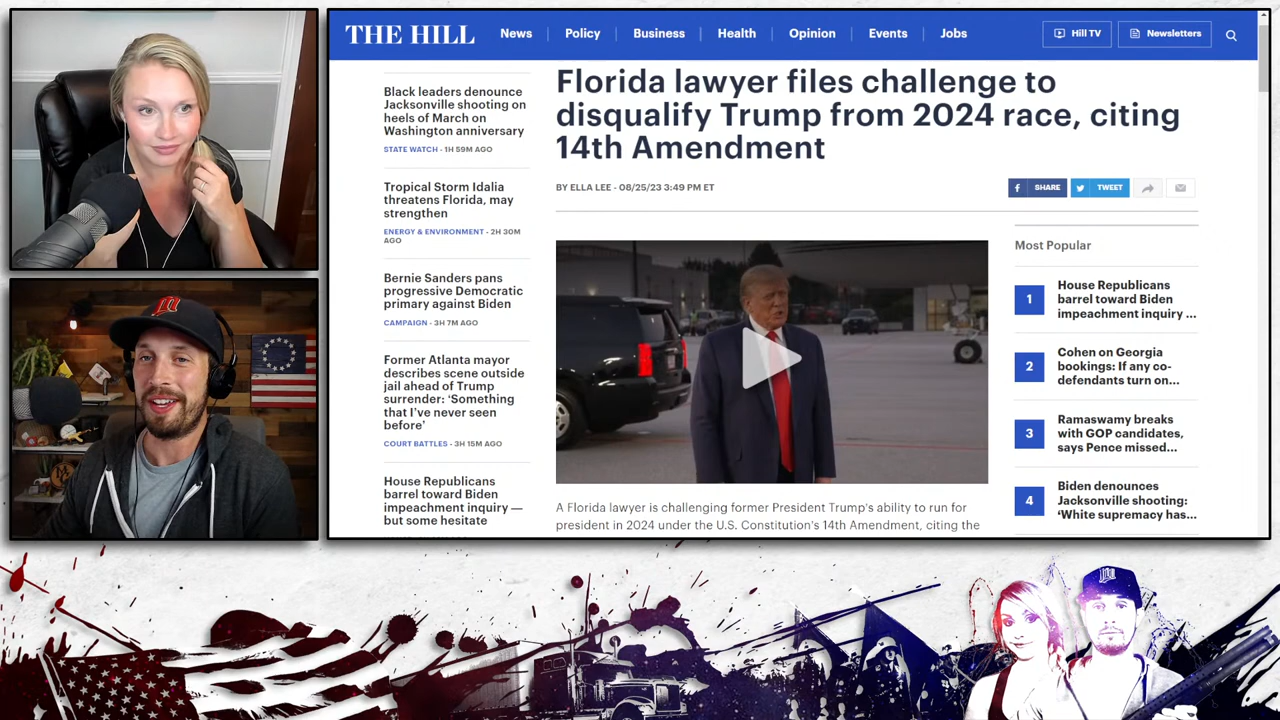 THE HILL
News
Policy
Business
Health
Opinion
Events
Jobs
Hill TV
Newsletters
Black leaders denounce
Jacksonville shooting on
heels of March on
Washington anniversary
STATE WATCH - 1H 59M AGO
Tropical Storm Idalia
threatens Florida, may
strengthen
ENERGY & ENVIRONMENT - 2H 30M
AGO
Bernie Sanders pans
progressive Democratic
primary against Biden
CAMPAIGN - 3H 7M AGO
Former Atlanta mayor
describes scene outside
jail ahead of Trump
surrender: ‘Something
that I’ve never seen
before’
COURT BATTLES - 3H 15M AGO
House Republicans
barrel toward Biden
impeachment inquiry —
but some hesitate
Florida lawyer files challenge to
disqualify Trump from 2024 race, citing
14th Amendment
BY ELLA LEE - 08/25/23 3:49 PM ET
SHARE
TWEET
A Florida lawyer is challenging former President Trump’s ability to run for
president in 2024 under the U.S. Constitution’s 14th Amendment, citing the
Most Popular
1
House Republicans
barrel toward Biden
impeachment inquiry ...
2
Cohen on Georgia
bookings: If any co-
defendants turn on...
3
Ramaswamy breaks
with GOP candidates,
says Pence missed...
4
Biden denounces
Jacksonville shooting:
‘White supremacy has...